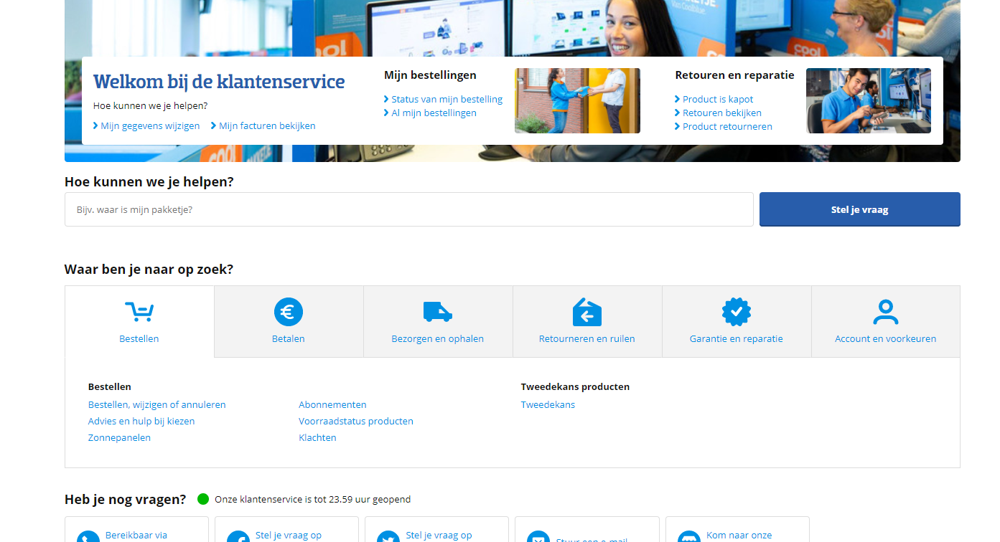 Welkom bij de klantenservice
Hoe kunnen we je helpen?
Mijn gegevens wijzigen Mijn facturen bekijken
Mijn bestellingen
Status van mijn bestelling
Al mijn bestellingen
Retouren en reparatie
Product is kapot
Retouren bekijken
Product retourneren
Hoe kunnen we je helpen?
Bijv. waar is mijn pakketje?
Stel je vraag
Waar ben je naar op zoek?
Bestellen
Betalen
Bezorgen en ophalen
Retourneren en ruilen
Garantie en reparatie
Account en voorkeuren
Bestellen
Bestellen, wijzigen of annuleren
Advies en hulp bij kiezen
Zonnepanelen
Abonnementen
Voorraadstatus producten
Klachten
Tweedekans producten
Tweedekans
Heb je nog vragen? Onze klantenservice is tot 23.59 uur geopend
Bereikbaar via
Stel je vraag op
Stel je vraag op
Stuur een e-mail
Kom naar onze